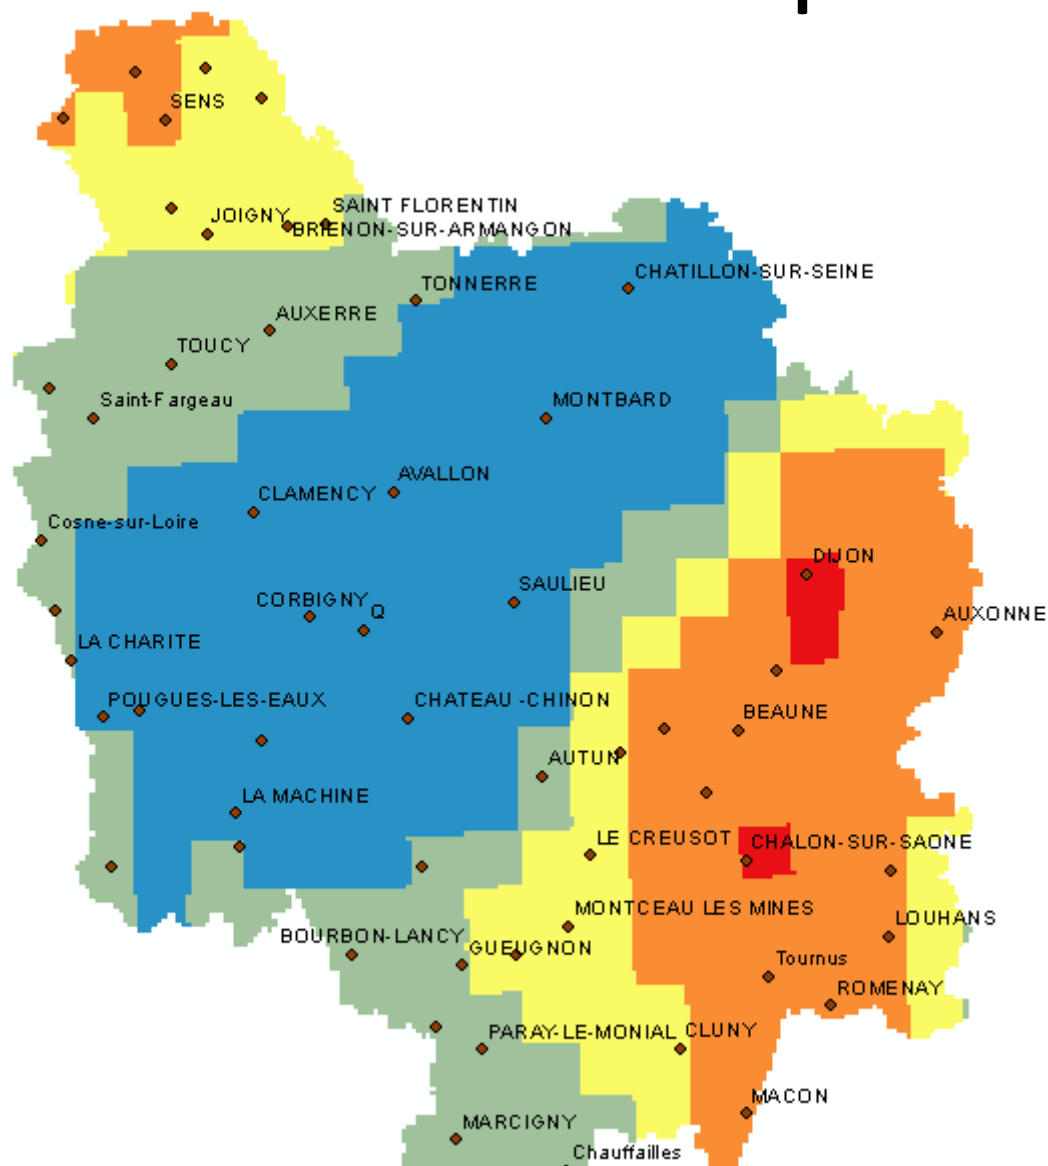 SENS
SAINT FLORENTIN
JOIGNY
BRIENON-SUR-ARMANGON
CHATILLON-SUR-SEINE
TONNERRE
AUXERRE
TOUCY
Saint-Fargeau
MONTBARD
AVALLON
CLAMENCY
Cosne-sur-Loire
DIJON
SAULIEU
CORBIGNY
Q
AUXONNE
LA CHARITE
POUGUES-LES-EAUX
CHATEAU -CHINON
BEAUNE
AUTUN
LA MACHINE
LE CREUSOT
CHALON-SUR-SAONE
MONTCEAU LES MINES
LOUHANS
BOURBON-LANCY
GUEUGNON
Tournus
ROMENAY
PARAY-LE-MONIAL
CLUNY
MACON
MARCIGNY
Chauffailles